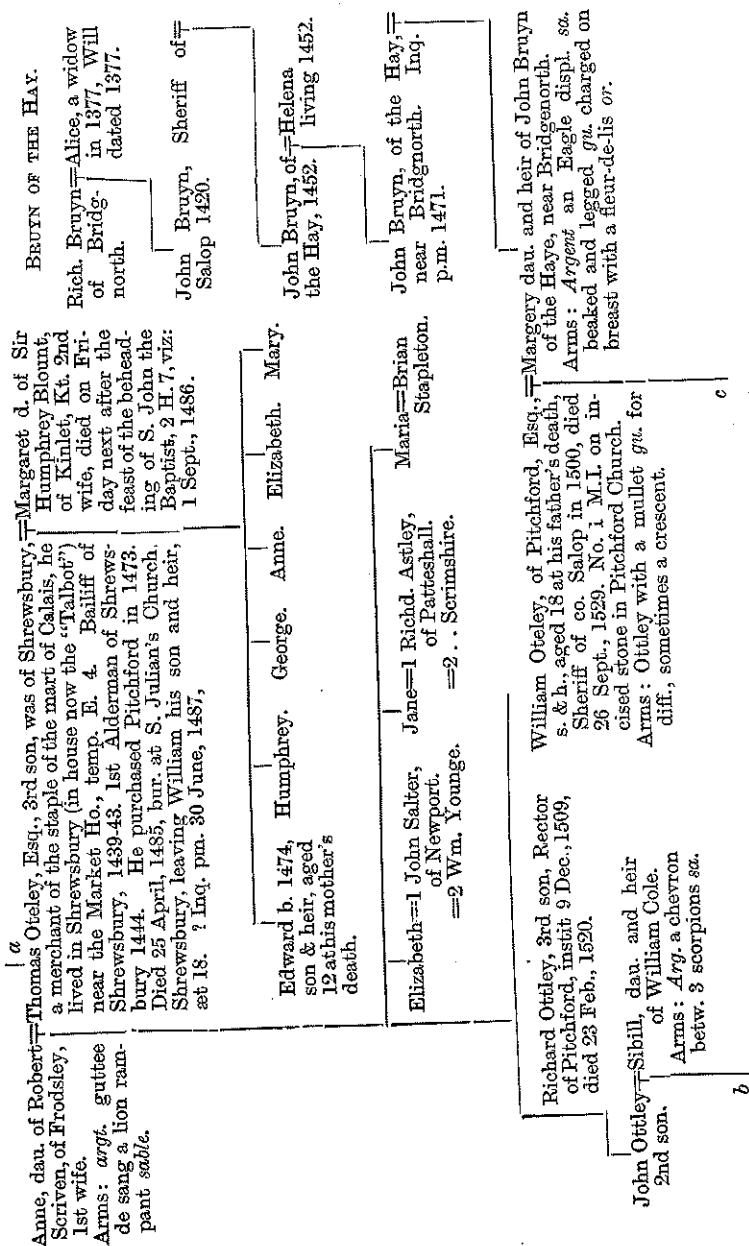 Anne, dau. of Robert=Thomas Oteley, Esq., 3rd son, was of Shrewsbury,=Margaret d. of Sir
Scriven, of Frodsley,
1st wife.
Arms: argt. guttee
de sang a lion ram-
pant sable.
a
a merchant of the staple of the mart of Calais, he
lived in Shrewsbury (in house now the "Talbot")
near the Market Ho., temp. E. 4. Bailiff of
Shrewsbury, 1439-43. 1st Alderman of Shrews-
bury 1444. He purchased Pitchford in 1473.
Died 25 April, 1485, bur. at S. Julian's Church.
Shrewsbury, leaving William his son and heir,
æt 18. ? Inq. pm. 30 June, 1487,
Humphrey Blount,
of Kinlet, Kt. 2nd
wife, died on Fri-
day next after the
feast of the behead-
ing of S. John the
Baptist, 2 H. 7, viz:
1 Sept., 1486.
BRUYN OF THE HAY.
Rich. Bruyn=Alice, a widow
of Bridg-
north.
in 1377, Will
dated 1377.
John Bruyn, Sheriff of=
Salop 1420.
John Bruyn, of=Helena
the Hay, 1452.
living 1452.
John Bruyn, of the Hay,=
near Bridgnorth. Inq.
p.m. 1471.
Edward b. 1474,
son & heir, aged
12 at his mother's
death.
Humphrey. George. Anne. Elizabeth. Mary.
Elizabeth=1 John Salter,
of Newport.
=2 Wm. Younge.
Jane=1 Richd. Astley,
of Patteshall.
=2 . . Scrimshire.
Maria=Brian
Stapleton.
Richard Ottley, 3rd son, Rector
of Pitchford, instit 9 Dec., 1509,
died 23 Feb., 1520.
William Oteley, of Pitchford, Esq.,=Margery dau. and heir of John Bruyn
s. & h., aged 18 at his father's death,
Sheriff of co. Salop in 1500, died
26 Sept., 1529. No. i M.I. on in-
cised stone in Pitchford Church.
Arms: Ottley with a mullet gu. for
diff., sometimes a crescent.
of the Haye, near Bridgenorth.
Arms: Argent an Eagle displ. sa.
beaked and legged gu. charged on
breast with a fleur-de-lis or.
c
John Ottley=Sibill, dau. and heir
2nd son.
of William Cole.
Arms: Arg. a chevron
betw. 3 scorpions sa.
b